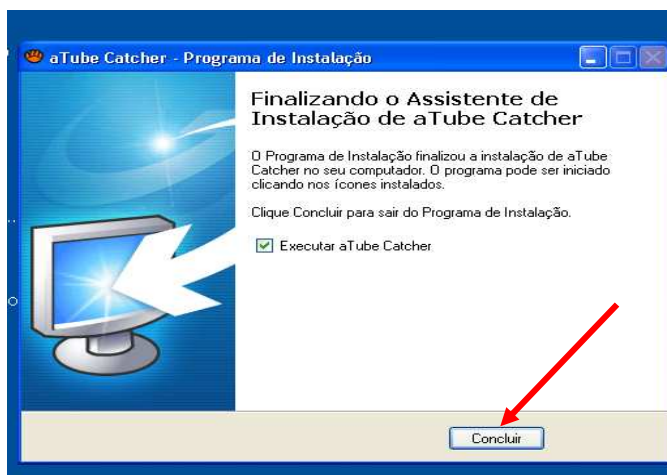 aTube Catcher - Programa de Instalação
Finalizando o Assistente de
Instalação de aTube Catcher
O Programa de Instalação finalizou a instalação de aTube
Catcher no seu computador. O programa pode ser iniciado
clicando nos ícones instalados.
Clique Concluir para sair do Programa de Instalação.
Executar aTube Catcher
Concluir